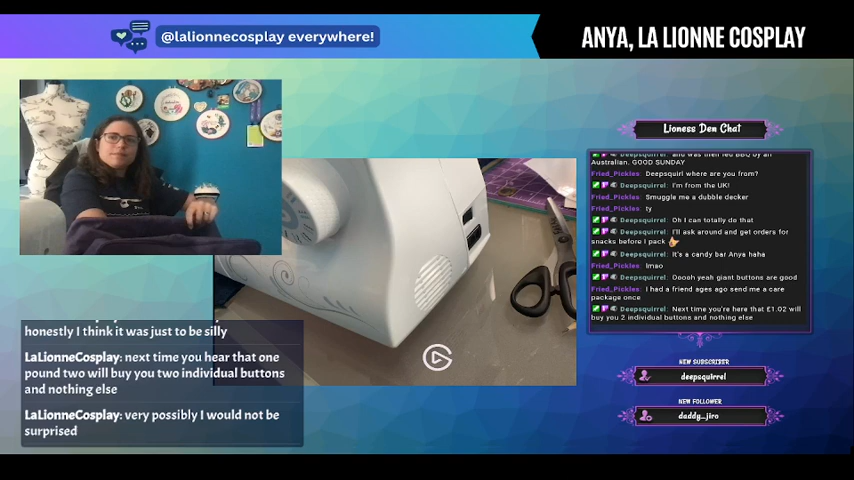 @lalionnecosplay everywhere!
ANYA, LA LIONNE COSPLAY
Lioness Den Chat
Deepsquirrel: and was then fed BBQ by an
Australian. GOOD SUNDAY
Fried_Pickles: Deepsquirl where are you from?
Deepsquirrel: I'm from the UK!
Fried_Pickles: Smuggle me a dubble decker
Fried_Pickles: ty
Deepsquirrel: Oh I can totally do that
Deepsquirrel: I'll ask around and get orders for
snacks before I pack
Deepsquirrel: It's a candy bar Anya haha
Fried_Pickles: lmao
Deepsquirrel: Ooooh yeah giant buttons are good
Fried_Pickles: I had a friend ages ago send me a care
package once
Deepsquirrel: Next time you're here that £1.02 will
buy you 2 individual buttons and nothing else
honestly I think it was just to be silly
LaLionneCosplay: next time you hear that one
pound two will buy you two individual buttons
and nothing else
LaLionneCosplay: very possibly I would not be
surprised
NEW SUBSCRIBER
deepsquirrel
NEW FOLLOWER
daddy_jiro